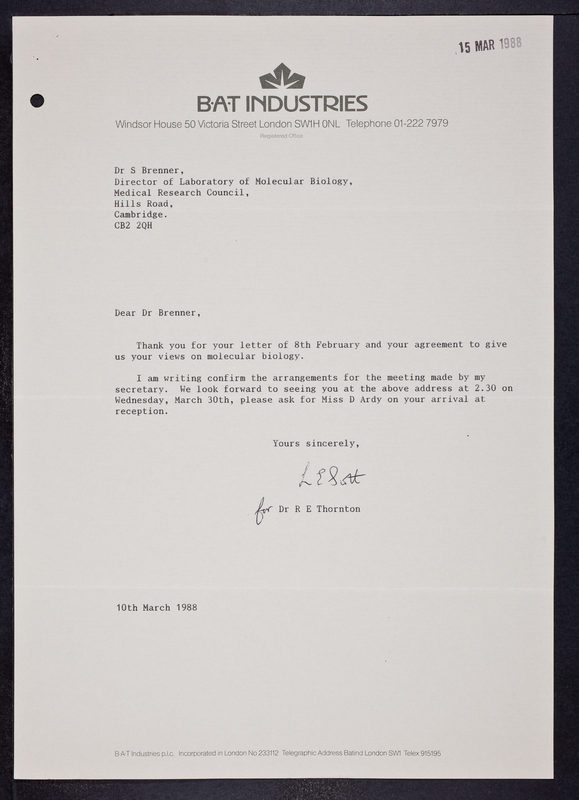 15 MAR 1988
B·A·T INDUSTRIES
Windsor House 50 Victoria Street London SW1H 0NL Telephone 01-222 7979
Registered Office
Dr S Brenner,
Director of Laboratory of Molecular Biology,
Medical Research Council,
Hills Road,
Cambridge.
CB2 2QH
Dear Dr Brenner,
Thank you for your letter of 8th February and your agreement to give
us your views on molecular biology.
I am writing confirm the arrangements for the meeting made by my
secretary. We look forward to seeing you at the above address at 2.30 on
Wednesday, March 30th, please ask for Miss D Ardy on your arrival at
reception.
Yours sincerely,
for Dr R E Thornton
10th March 1988
B·A·T Industries p.l.c. Incorporated in London No 233112 Telegraphic Address Batind London SW1 Telex 915195